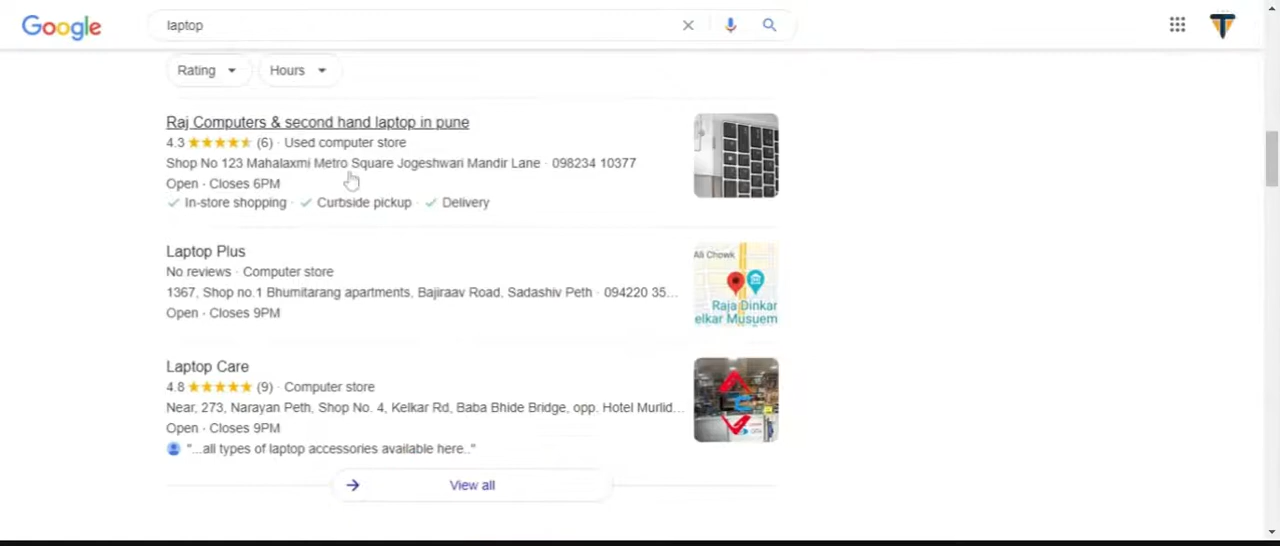 Google
laptop
Rating
Hours
Raj Computers & second hand laptop in pune
4.3 (6) · Used computer store
Shop No 123 Mahalaxmi Metro Square Jogeshwari Mandir Lane · 098234 10377
Open · Closes 6PM
In-store shopping · Curbside pickup · Delivery
Laptop Plus
No reviews · Computer store
1367, Shop no.1 Bhumitarang apartments, Bajiraav Road, Sadashiv Peth · 094220 35...
Open · Closes 9PM
Ali Chowk
Raja Dinkar
elkar Musuem
Laptop Care
4.8 (9) · Computer store
Near, 273, Narayan Peth, Shop No. 4, Kelkar Rd, Baba Bhide Bridge, opp. Hotel Murlid...
Open · Closes 9PM
"...all types of laptop accessories available here.."
View all